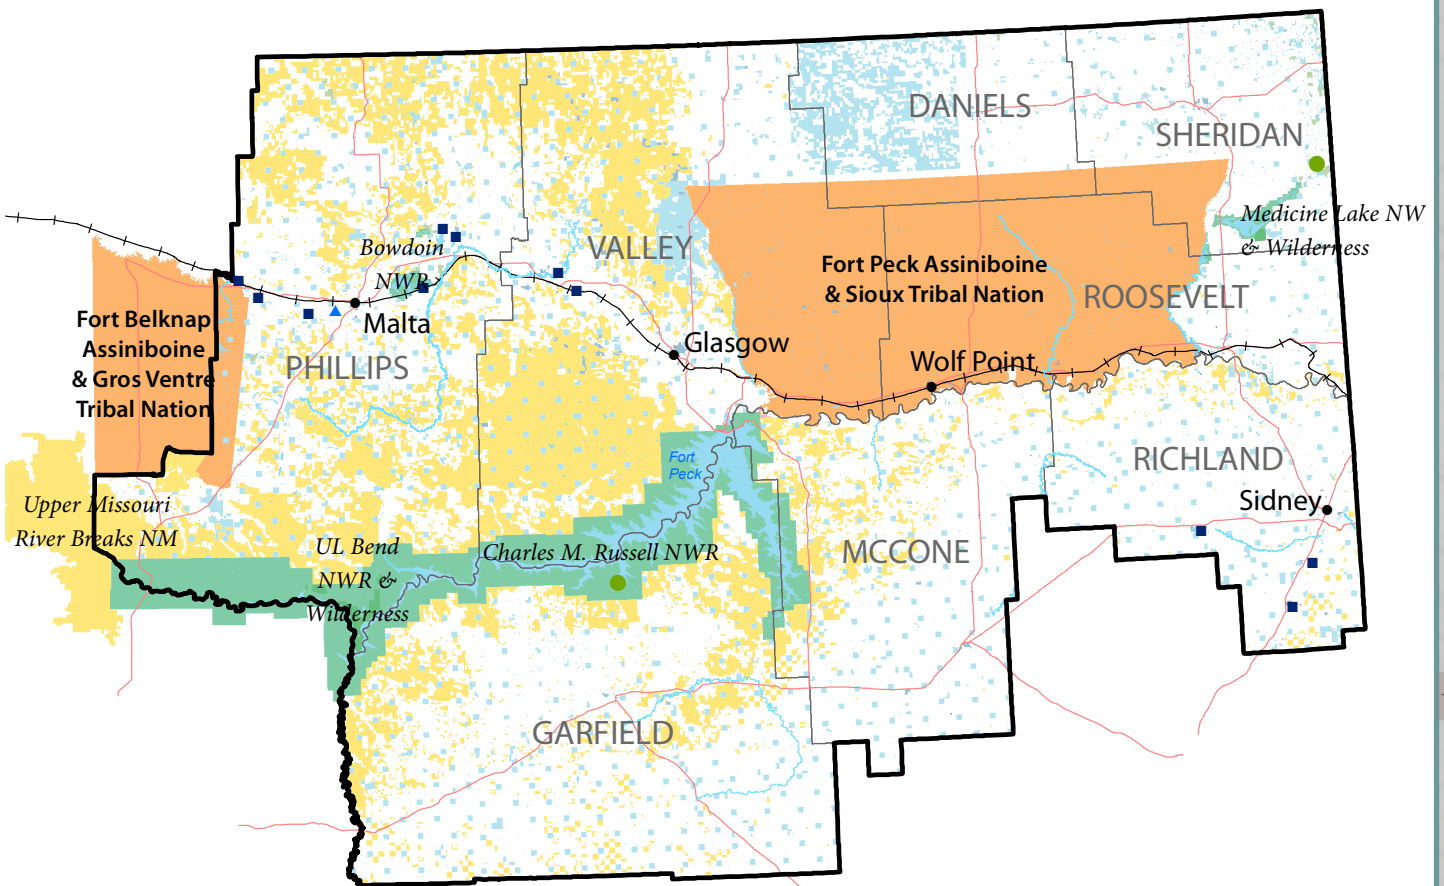 DANIELS
SHERIDAN
Medicine Lake NW
& Wilderness
Bowdoin
NWR
VALLEY
Fort Peck Assiniboine
& Sioux Tribal Nation
ROOSEVELT
Fort Belknap
Assiniboine
& Gros Ventre
Tribal Nation
Malta
PHILLIPS
Glasgow
Wolf Point
Fort
Peck
RICHLAND
Sidney
Upper Missouri
River Breaks NM
UL Bend
NWR &
Wilderness
Charles M. Russell NWR
MCCONE
GARFIELD